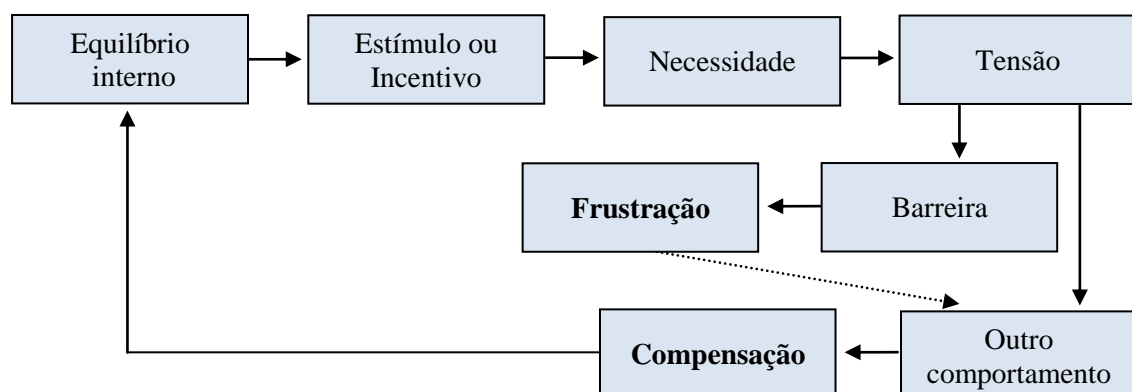 Equilíbrio
interno
Estímulo ou
Incentivo
Necessidade
Tensão
Frustração
Barreira
Compensação
Outro
comportamento